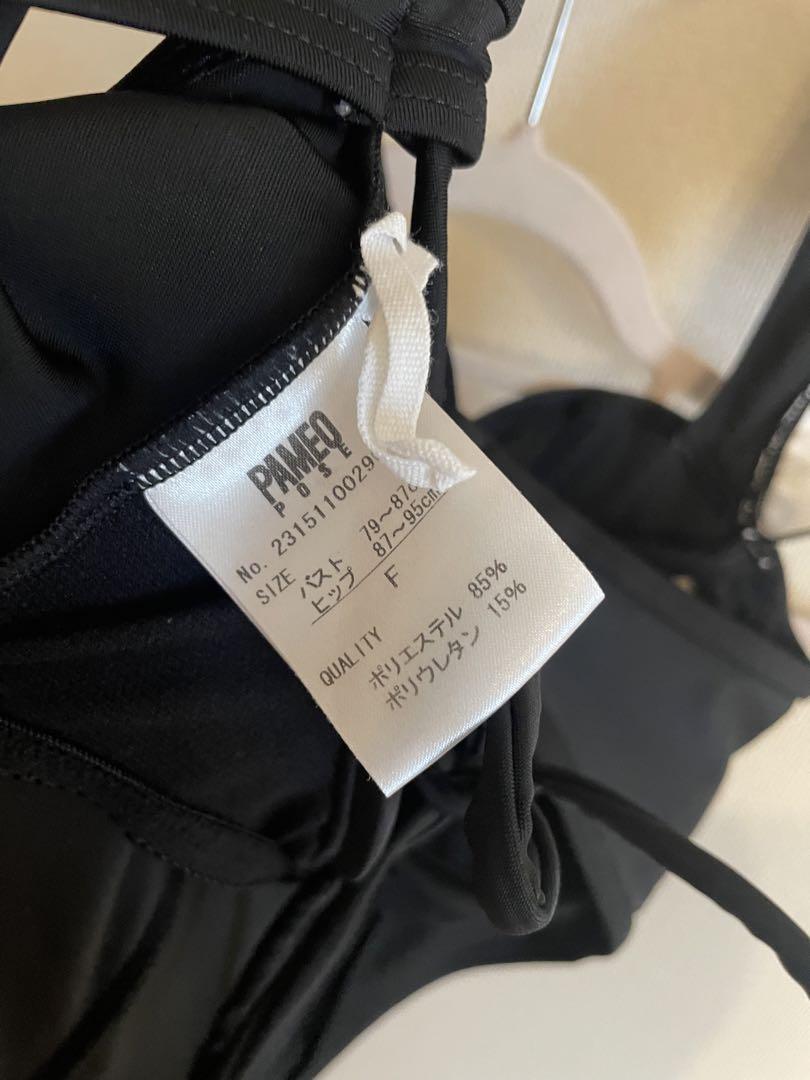 PAMEO
POSE
No. 231511002
SIZE バスト 79～87
ヒップ 87～95cm
F
QUALITY
ポリエステル 85%
ポリウレタン 15%